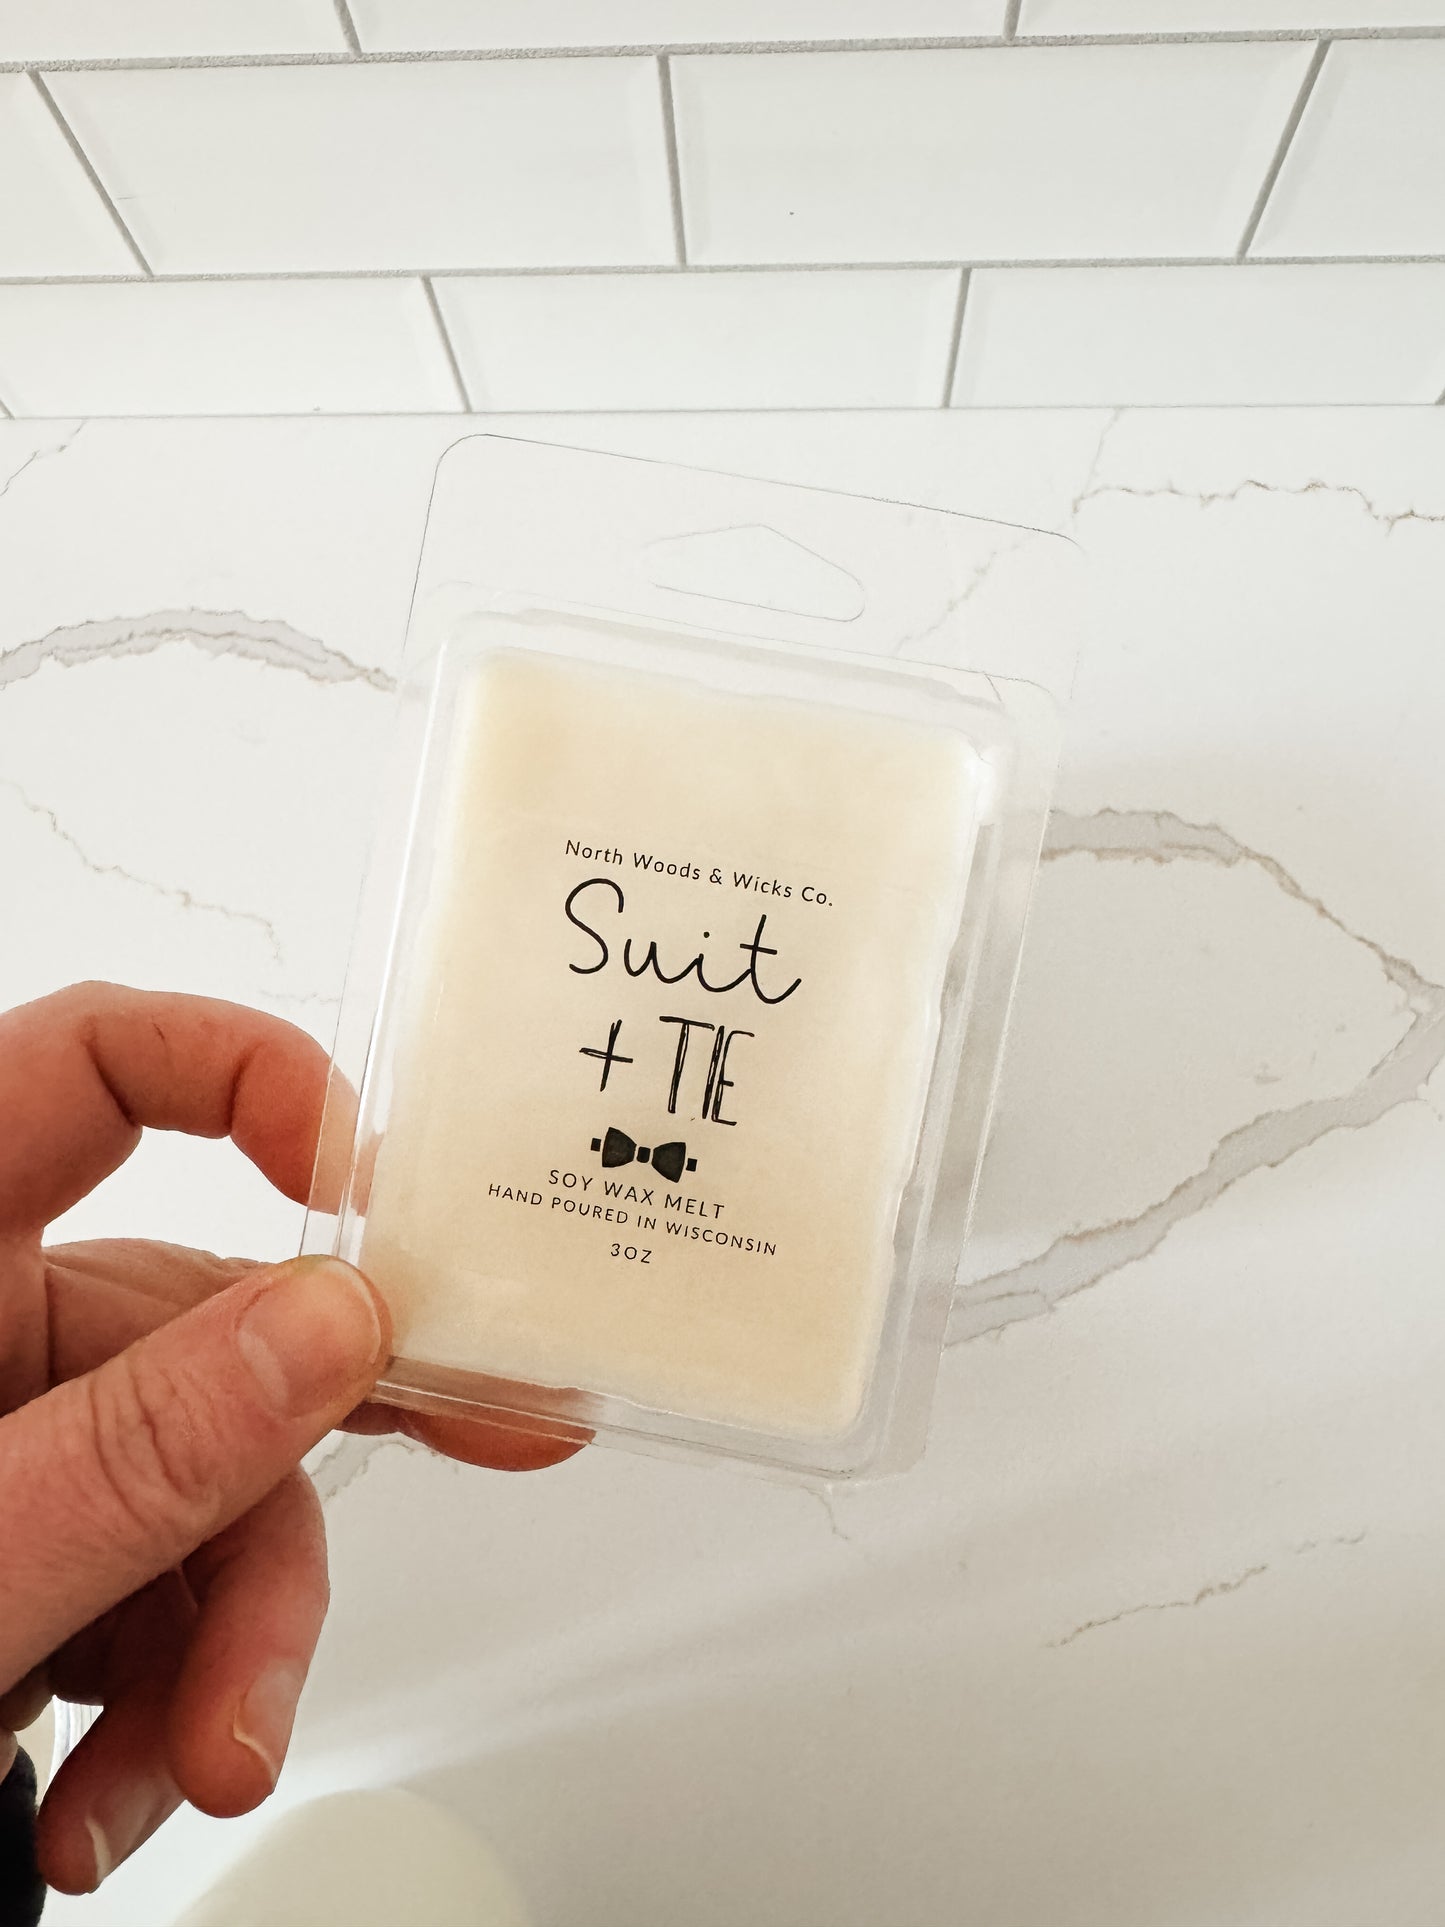 North Woods & Wicks Co.
Suit
+ TIE
SOY WAX MELT
HAND POURED IN WISCONSIN
3OZ